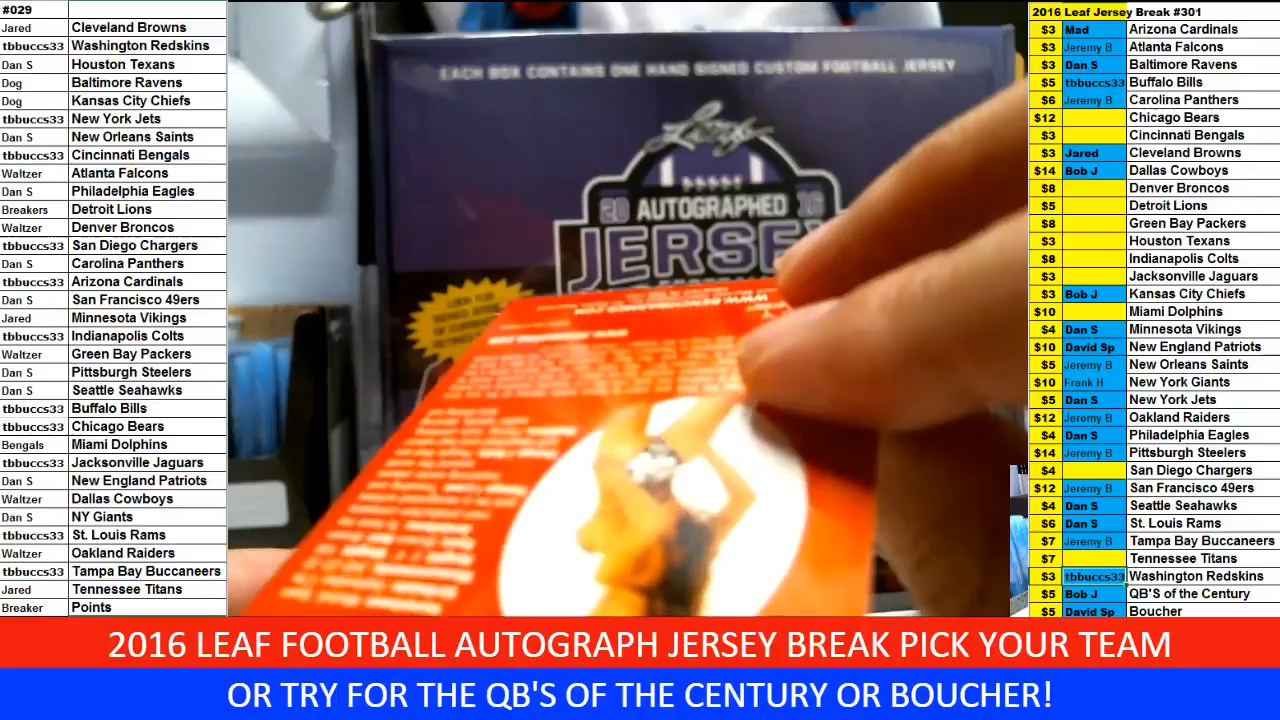 #029
Jared Cleveland Browns
tbbuccs33 Washington Redskins
Dan S Houston Texans
Dog Baltimore Ravens
Dog Kansas City Chiefs
tbbuccs33 New York Jets
Dan S New Orleans Saints
tbbuccs33 Cincinnati Bengals
Waltzer Atlanta Falcons
Dan S Philadelphia Eagles
Breakers Detroit Lions
Waltzer Denver Broncos
tbbuccs33 San Diego Chargers
Dan S Carolina Panthers
tbbuccs33 Arizona Cardinals
Dan S San Francisco 49ers
Jared Minnesota Vikings
tbbuccs33 Indianapolis Colts
Waltzer Green Bay Packers
Dan S Pittsburgh Steelers
Dan S Seattle Seahawks
tbbuccs33 Buffalo Bills
tbbuccs33 Chicago Bears
Bengals Miami Dolphins
tbbuccs33 Jacksonville Jaguars
Dan S New England Patriots
Waltzer Dallas Cowboys
Dan S NY Giants
tbbuccs33 St. Louis Rams
Waltzer Oakland Raiders
tbbuccs33 Tampa Bay Buccaneers
Jared Tennessee Titans
Breaker Points
EACH BOX CONTAINS ONE HAND SIGNED CUSTOM FOOTBALL JERSEY
Leaf
20 AUTOGRAPHED 16
JERSEY
LOOK FOR
2016 Leaf Jersey Break #301
$3 Mad Arizona Cardinals
$3 Jeremy B Atlanta Falcons
$3 Dan S Baltimore Ravens
$5 tbbuccs33 Buffalo Bills
$6 Jeremy B Carolina Panthers
$12 Chicago Bears
$3 Cincinnati Bengals
$3 Jared Cleveland Browns
$14 Bob J Dallas Cowboys
$8 Denver Broncos
$5 Detroit Lions
$8 Green Bay Packers
$3 Houston Texans
$8 Indianapolis Colts
$3 Jacksonville Jaguars
$3 Bob J Kansas City Chiefs
$10 Miami Dolphins
$4 Dan S Minnesota Vikings
$10 David Sp New England Patriots
$5 Jeremy B New Orleans Saints
$10 Frank H New York Giants
$5 Dan S New York Jets
$12 Jeremy B Oakland Raiders
$4 Dan S Philadelphia Eagles
$14 Jeremy B Pittsburgh Steelers
$4 San Diego Chargers
$12 Jeremy B San Francisco 49ers
$4 Dan S Seattle Seahawks
$6 Dan S St. Louis Rams
$7 Jeremy B Tampa Bay Buccaneers
$7 Tennessee Titans
$3 tbbuccs33 Washington Redskins
$5 Bob J QB'S of the Century
$5 David Sp Boucher
2016 LEAF FOOTBALL AUTOGRAPH JERSEY BREAK PICK YOUR TEAM
OR TRY FOR THE QB'S OF THE CENTURY OR BOUCHER!